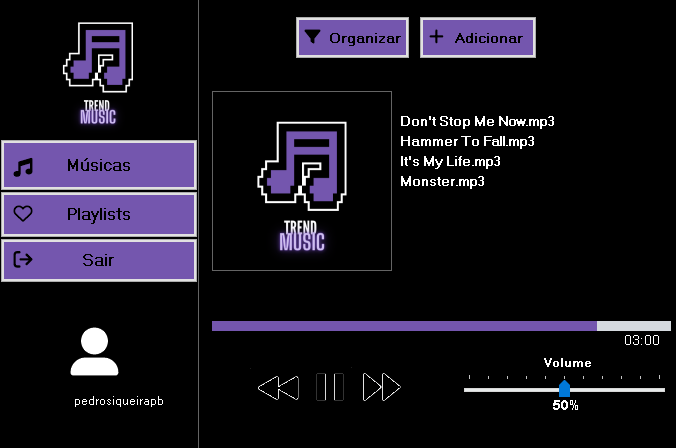 TREND
MUSIC
Músicas
Playlists
Sair
pedrosiqueirapb
Organizar
Adicionar
TREND
MUSIC
Don't Stop Me Now.mp3
Hammer To Fall.mp3
It's My Life.mp3
Monster.mp3
03:00
Volume
50%